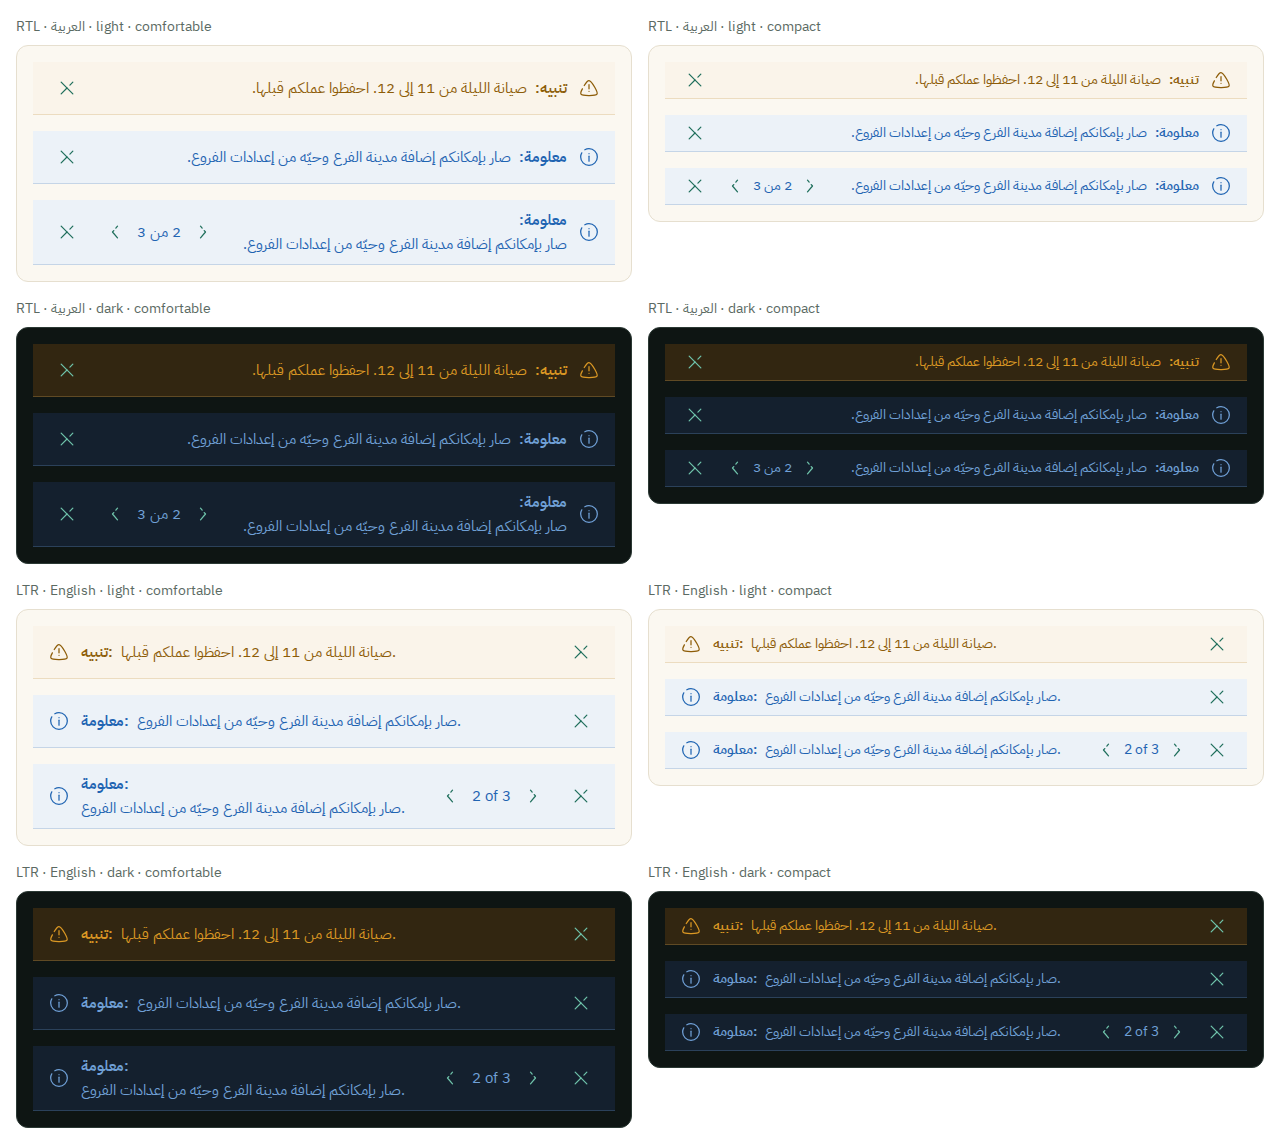 RTL · العربية · light · comfortable
تنبيه: صيانة الليلة من 11 إلى 12. احفظوا عملكم قبلها.
معلومة: صار بإمكانكم إضافة مدينة الفرع وحيّه من إعدادات الفروع.
معلومة:
صار بإمكانكم إضافة مدينة الفرع وحيّه من إعدادات الفروع.
2 من 3
RTL · العربية · light · compact
تنبيه: صيانة الليلة من 11 إلى 12. احفظوا عملكم قبلها.
معلومة: صار بإمكانكم إضافة مدينة الفرع وحيّه من إعدادات الفروع.
معلومة: صار بإمكانكم إضافة مدينة الفرع وحيّه من إعدادات الفروع. 2 من 3
RTL · العربية · dark · comfortable
تنبيه: صيانة الليلة من 11 إلى 12. احفظوا عملكم قبلها.
معلومة: صار بإمكانكم إضافة مدينة الفرع وحيّه من إعدادات الفروع.
معلومة:
صار بإمكانكم إضافة مدينة الفرع وحيّه من إعدادات الفروع.
2 من 3
RTL · العربية · dark · compact
تنبيه: صيانة الليلة من 11 إلى 12. احفظوا عملكم قبلها.
معلومة: صار بإمكانكم إضافة مدينة الفرع وحيّه من إعدادات الفروع.
معلومة: صار بإمكانكم إضافة مدينة الفرع وحيّه من إعدادات الفروع. 2 من 3
LTR · English · light · comfortable
تنبيه: صيانة الليلة من 11 إلى 12. احفظوا عملكم قبلها.
معلومة: صار بإمكانكم إضافة مدينة الفرع وحيّه من إعدادات الفروع.
معلومة:
صار بإمكانكم إضافة مدينة الفرع وحيّه من إعدادات الفروع.
2 of 3
LTR · English · light · compact
تنبيه: صيانة الليلة من 11 إلى 12. احفظوا عملكم قبلها.
معلومة: صار بإمكانكم إضافة مدينة الفرع وحيّه من إعدادات الفروع.
معلومة: صار بإمكانكم إضافة مدينة الفرع وحيّه من إعدادات الفروع. 2 of 3
LTR · English · dark · comfortable
تنبيه: صيانة الليلة من 11 إلى 12. احفظوا عملكم قبلها.
معلومة: صار بإمكانكم إضافة مدينة الفرع وحيّه من إعدادات الفروع.
معلومة:
صار بإمكانكم إضافة مدينة الفرع وحيّه من إعدادات الفروع.
2 of 3
LTR · English · dark · compact
تنبيه: صيانة الليلة من 11 إلى 12. احفظوا عملكم قبلها.
معلومة: صار بإمكانكم إضافة مدينة الفرع وحيّه من إعدادات الفروع.
معلومة: صار بإمكانكم إضافة مدينة الفرع وحيّه من إعدادات الفروع. 2 of 3